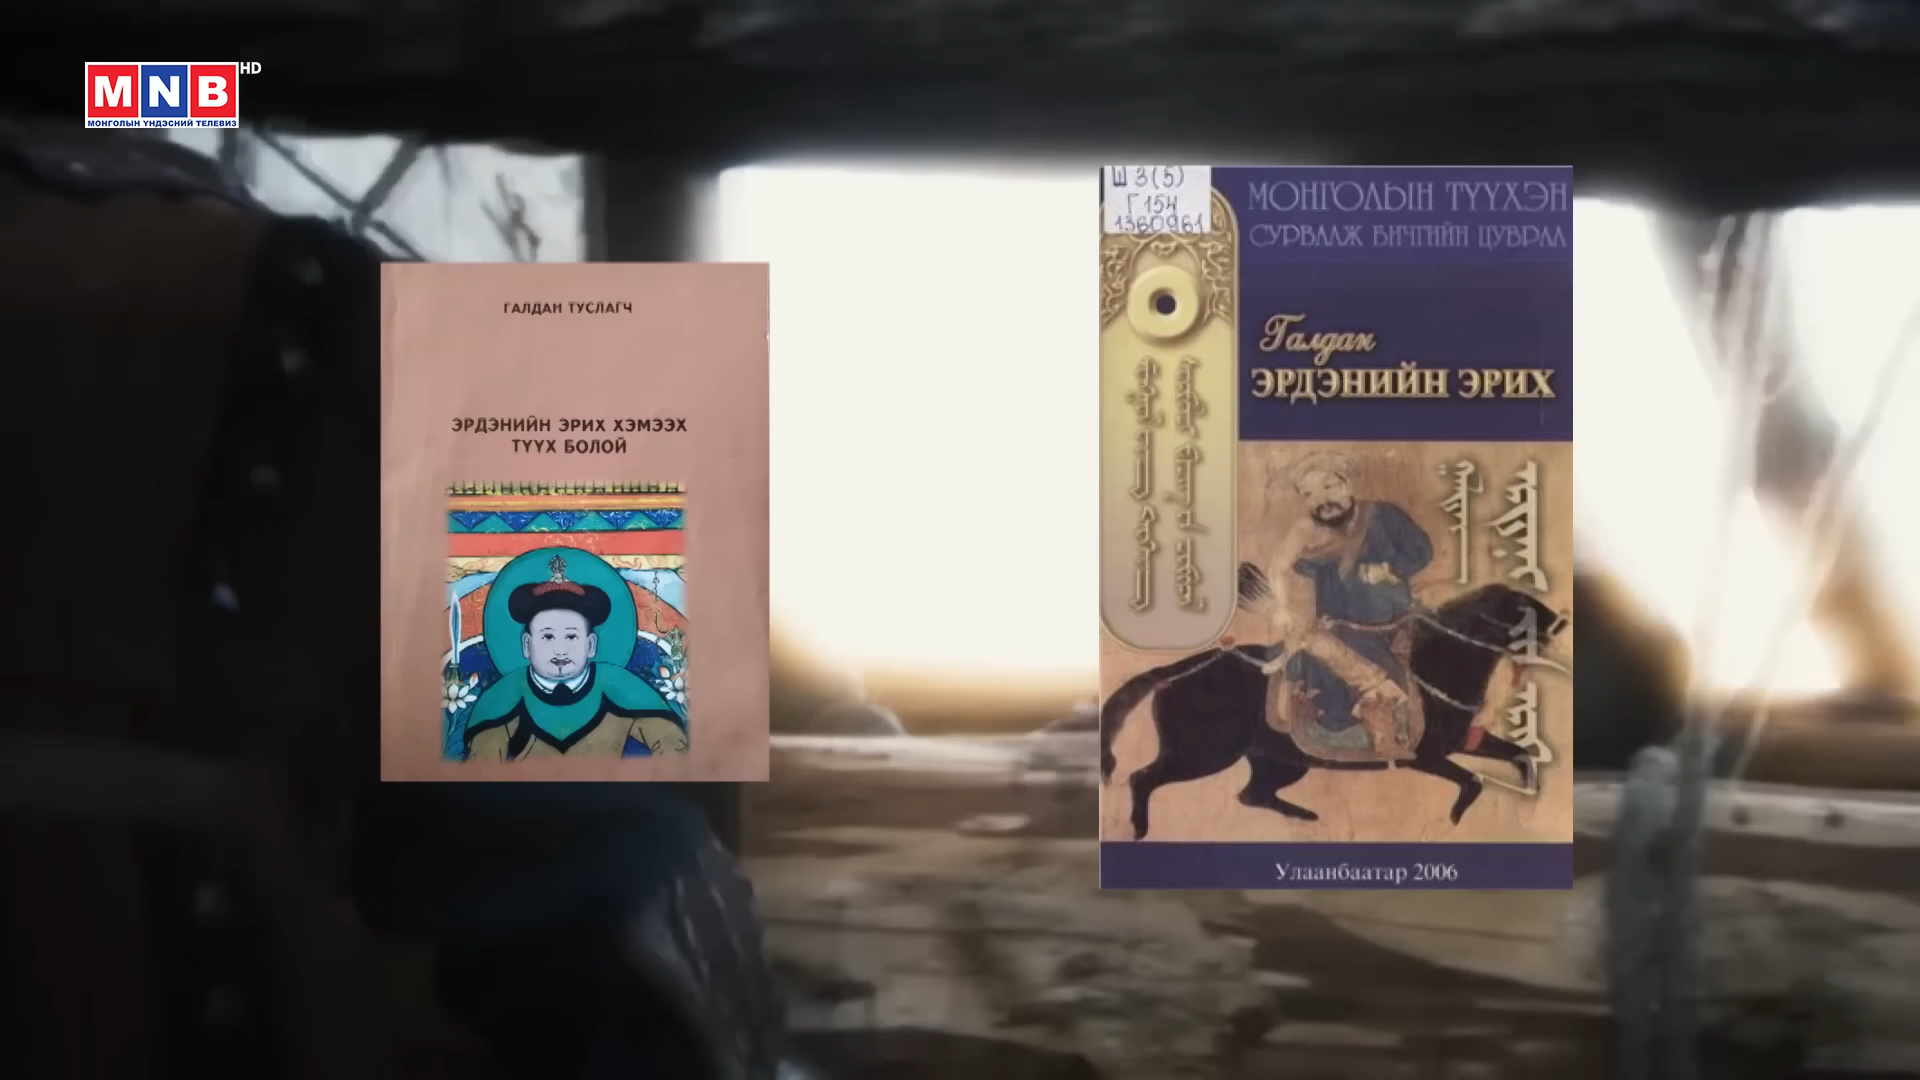 MNB HD
МОНГОЛЫН ҮНДЭСНИЙ ТЕЛЕВИЗ
ГАЛДАН ТУСЛАГЧ
ЭРДЭНИЙН ЭРИХ ХЭМЭЭХ
ТҮҮХ БОЛОЙ
Ш 3(5)
Г 154
1360961
МОНГОЛЫН ТҮҮХЭН
СУРВАЛЖ БИЧГИЙН ЦУВРАЛ
Галдан
ЭРДЭНИЙН ЭРИХ
Улаанбаатар 2006